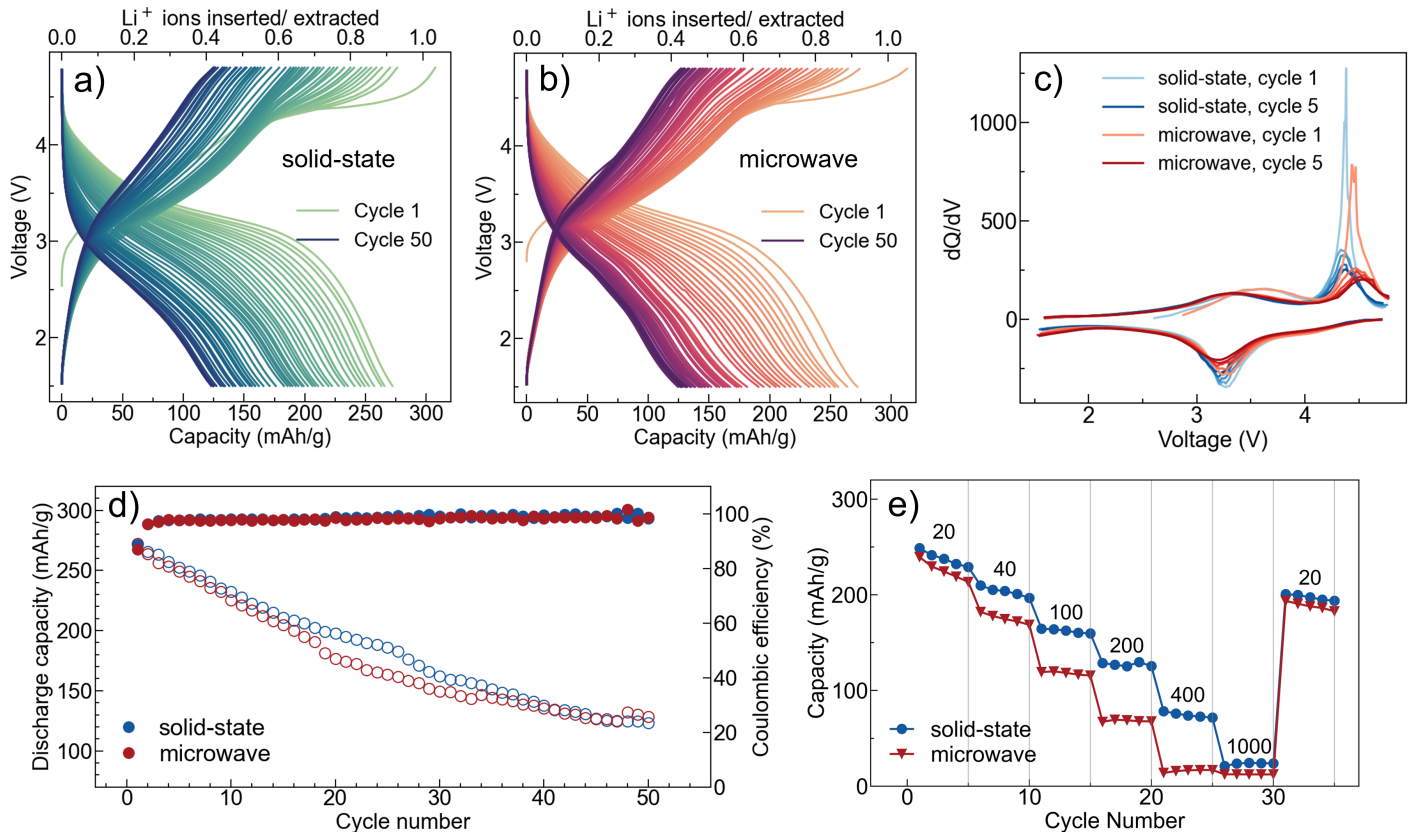 Li+ ions inserted/ extracted
0.0 0.2 0.4 0.6 0.8 1.0
a)
solid-state
Cycle 1
Cycle 50
4
3
2
Voltage (V)
0 50 100 150 200 250 300
Capacity (mAh/g)
Li+ ions inserted/ extracted
0.0 0.2 0.4 0.6 0.8 1.0
b)
microwave
Cycle 1
Cycle 50
4
3
2
Voltage (V)
0 50 100 150 200 250 300
Capacity (mAh/g)
c)
solid-state, cycle 1
solid-state, cycle 5
microwave, cycle 1
microwave, cycle 5
1000
500
0
dQ/dV
2 3 4
Voltage (V)
d)
300
250
200
150
100
Discharge capacity (mAh/g)
100
80
60
40
20
0
Coulombic efficiency (%)
solid-state
microwave
0 10 20 30 40 50
Cycle number
e)
300
200
100
0
Capacity (mAh/g)
20
40
100
200
400
1000
20
solid-state
microwave
0 10 20 30
Cycle Number